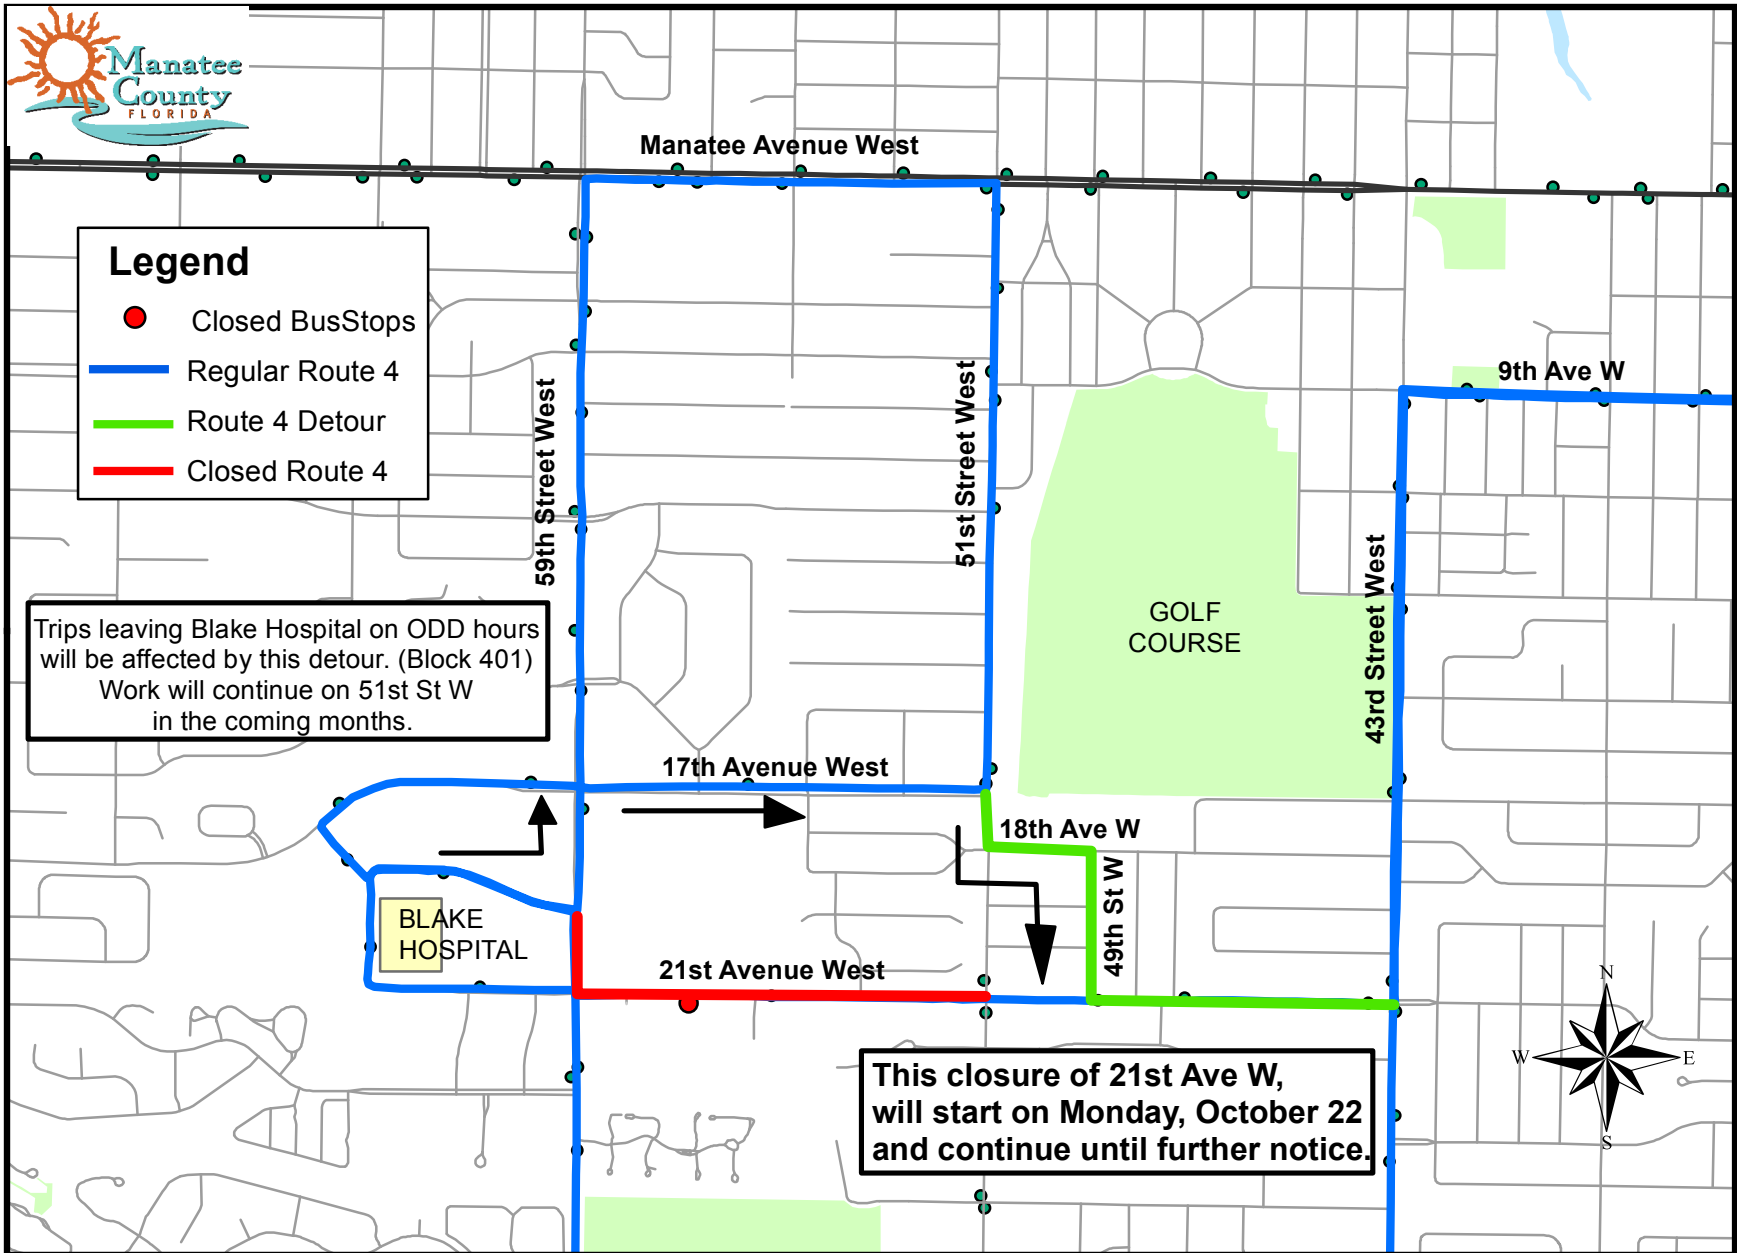 Manatee
County
FLORIDA
Manatee Avenue West
Legend
Closed BusStops
Regular Route 4
Route 4 Detour
Closed Route 4
9th Ave W
59th Street West
51st Street West
43rd Street West
GOLF
COURSE
Trips leaving Blake Hospital on ODD hours
will be affected by this detour. (Block 401)
Work will continue on 51st St W
in the coming months.
17th Avenue West
18th Ave W
49th St W
BLAKE
HOSPITAL
21st Avenue West
N
W
E
S
This closure of 21st Ave W,
will start on Monday, October 22
and continue until further notice.